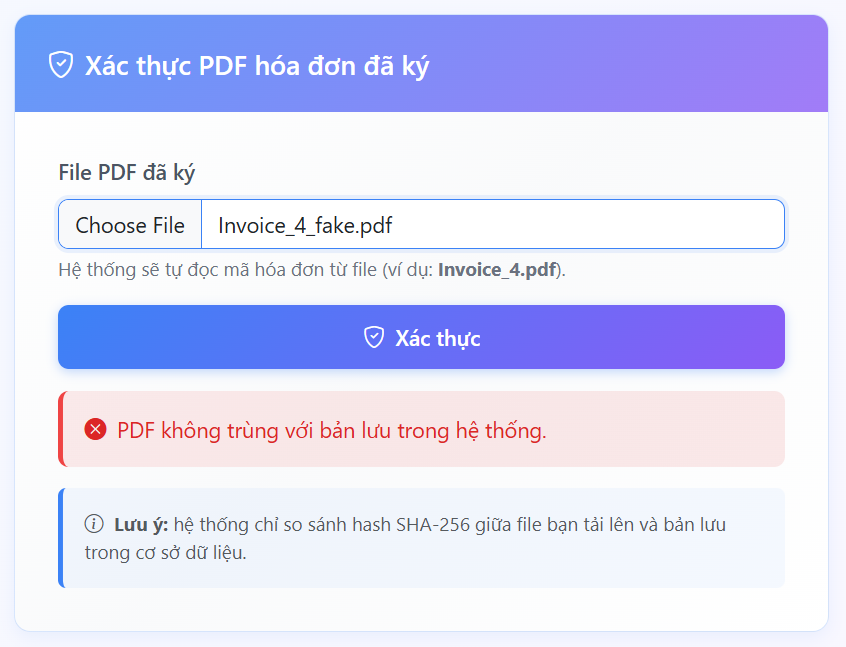 Xác thực PDF hóa đơn đã ký
File PDF đã ký
Choose File Invoice_4_fake.pdf
Hệ thống sẽ tự đọc mã hóa đơn từ file (ví dụ: Invoice_4.pdf).
Xác thực
PDF không trùng với bản lưu trong hệ thống.
Lưu ý: hệ thống chỉ so sánh hash SHA-256 giữa file bạn tải lên và bản lưu
trong cơ sở dữ liệu.